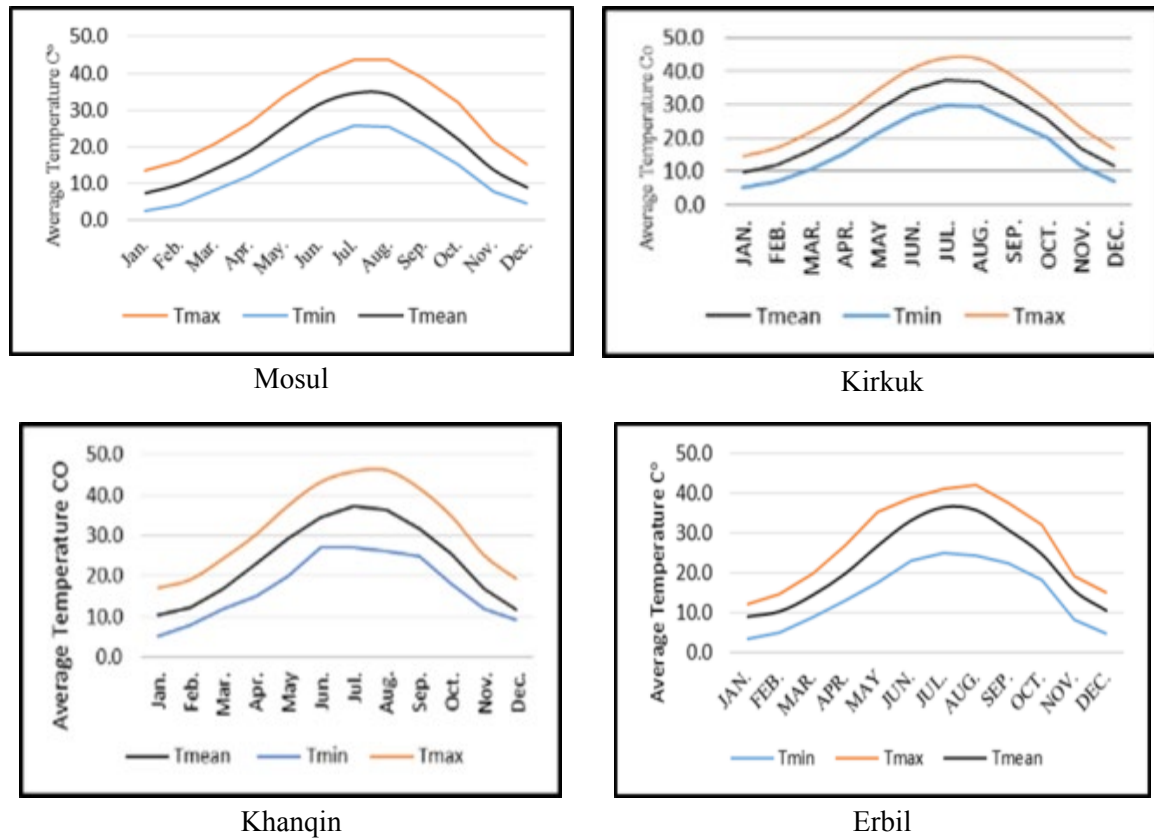 Average Temperature C°
50.0
40.0
30.0
20.0
10.0
0.0
Jan. Feb. Mar. Apr. May. Jun. Jul. Aug. Sep. Oct. Nov. Dec.
Tmax Tmin Tmean
Mosul
Average Temperature Co
50.0
40.0
30.0
20.0
10.0
0.0
JAN. FEB. MAR. APR. MAY JUN. JUL. AUG. SEP. OCT. NOV. DEC.
Tmean Tmin Tmax
Kirkuk
Average Temperature CO
50.0
40.0
30.0
20.0
10.0
0.0
Jan. Feb. Mar. Apr. May Jun. Jul. Aug. Sep. Oct. Nov. Dec.
Tmean Tmin Tmax
Khanqin
Average Temperature C°
50.0
40.0
30.0
20.0
10.0
0.0
JAN. FEB. MAR. APR. MAY JUN. JUL. AUG. SEP. OCT. NOV. DEC.
Tmin Tmax Tmean
Erbil